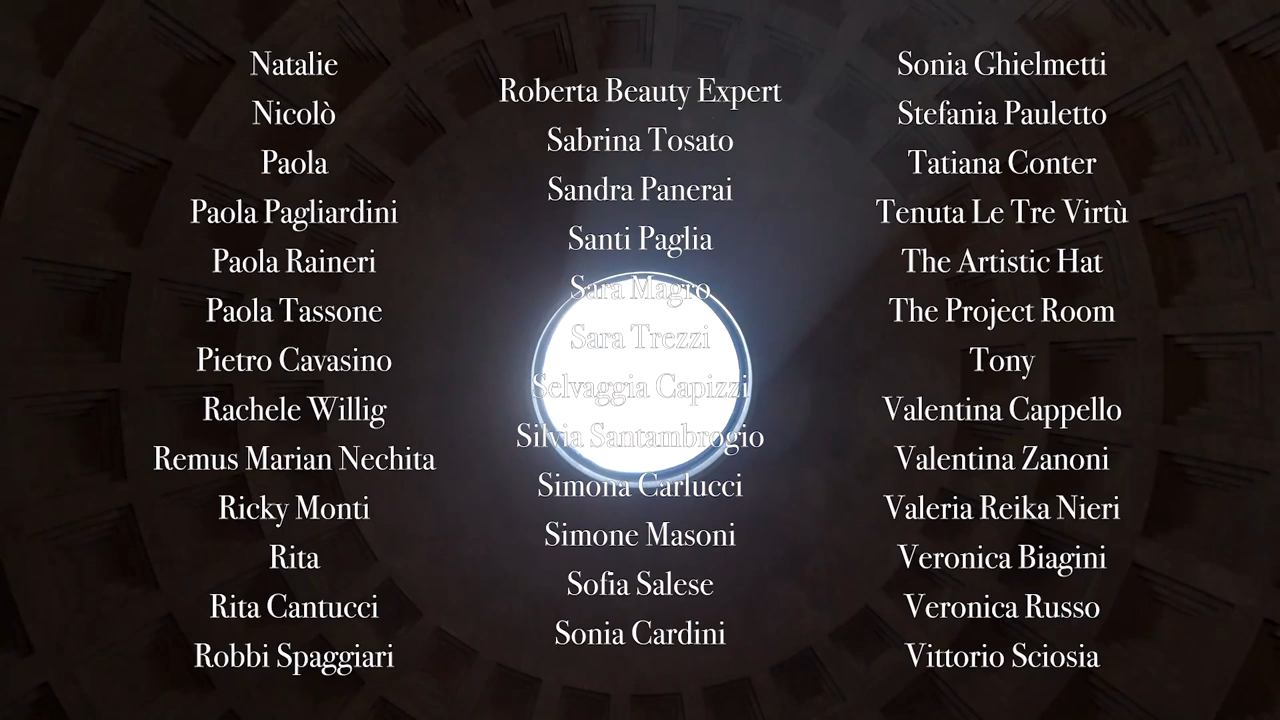 Natalie
Nicolò
Paola
Paola Pagliardini
Paola Raineri
Paola Tassone
Pietro Cavasino
Rachele Willig
Remus Marian Nechita
Ricky Monti
Rita
Rita Cantucci
Robbi Spaggiari
Roberta Beauty Expert
Sabrina Tosato
Sandra Panerai
Santi Paglia
Sara Magro
Sara Trezzi
Selvaggia Capizzi
Silvia Santambrogio
Simona Carlucci
Simone Masoni
Sofia Salese
Sonia Cardini
Sonia Ghielmetti
Stefania Pauletto
Tatiana Conter
Tenuta Le Tre Virtù
The Artistic Hat
The Project Room
Tony
Valentina Cappello
Valentina Zanoni
Valeria Reika Nieri
Veronica Biagini
Veronica Russo
Vittorio Sciosia